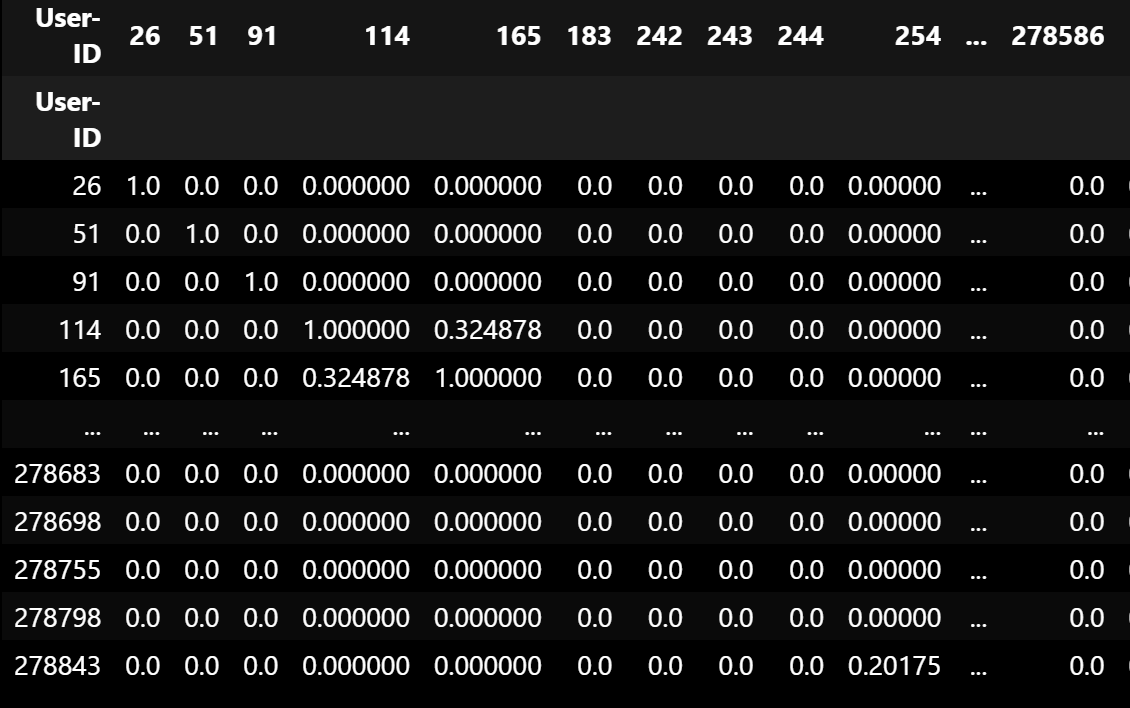 User-
ID 26 51 91 114 165 183 242 243 244 254 ... 278586
User-
ID
26 1.0 0.0 0.0 0.000000 0.000000 0.0 0.0 0.0 0.0 0.00000 ... 0.0
51 0.0 1.0 0.0 0.000000 0.000000 0.0 0.0 0.0 0.0 0.00000 ... 0.0
91 0.0 0.0 1.0 0.000000 0.000000 0.0 0.0 0.0 0.0 0.00000 ... 0.0
114 0.0 0.0 0.0 1.000000 0.324878 0.0 0.0 0.0 0.0 0.00000 ... 0.0
165 0.0 0.0 0.0 0.324878 1.000000 0.0 0.0 0.0 0.0 0.00000 ... 0.0
... ... ... ... ... ... ... ... ... ... ... ... ...
278683 0.0 0.0 0.0 0.000000 0.000000 0.0 0.0 0.0 0.0 0.00000 ... 0.0
278698 0.0 0.0 0.0 0.000000 0.000000 0.0 0.0 0.0 0.0 0.00000 ... 0.0
278755 0.0 0.0 0.0 0.000000 0.000000 0.0 0.0 0.0 0.0 0.00000 ... 0.0
278798 0.0 0.0 0.0 0.000000 0.000000 0.0 0.0 0.0 0.0 0.00000 ... 0.0
278843 0.0 0.0 0.0 0.000000 0.000000 0.0 0.0 0.0 0.0 0.20175 ... 0.0